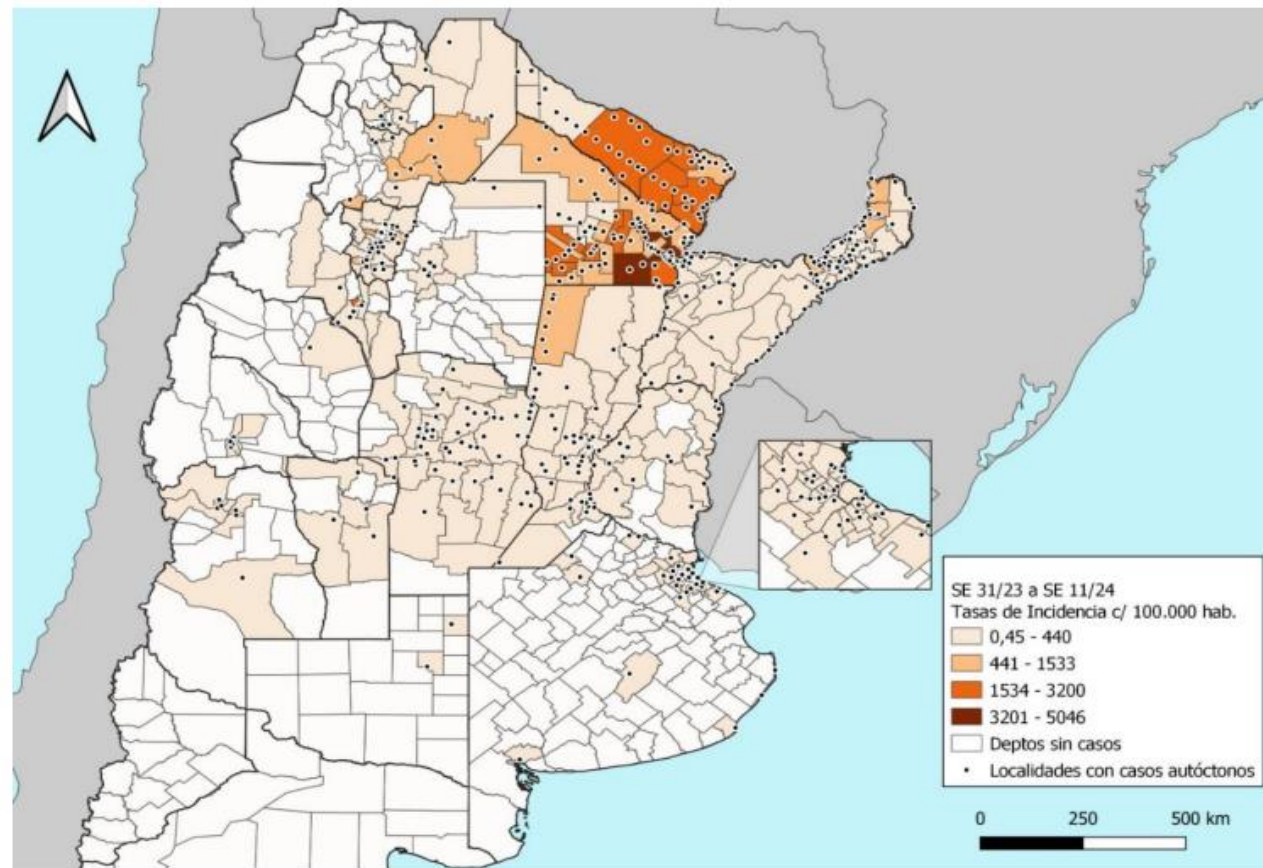 SE 31/23 a SE 11/24
Tasas de Incidencia c/ 100.000 hab.
0,45 - 440
441 - 1533
1534 - 3200
3201 - 5046
Deptos sin casos
Localidades con casos autóctonos
0 250 500 km